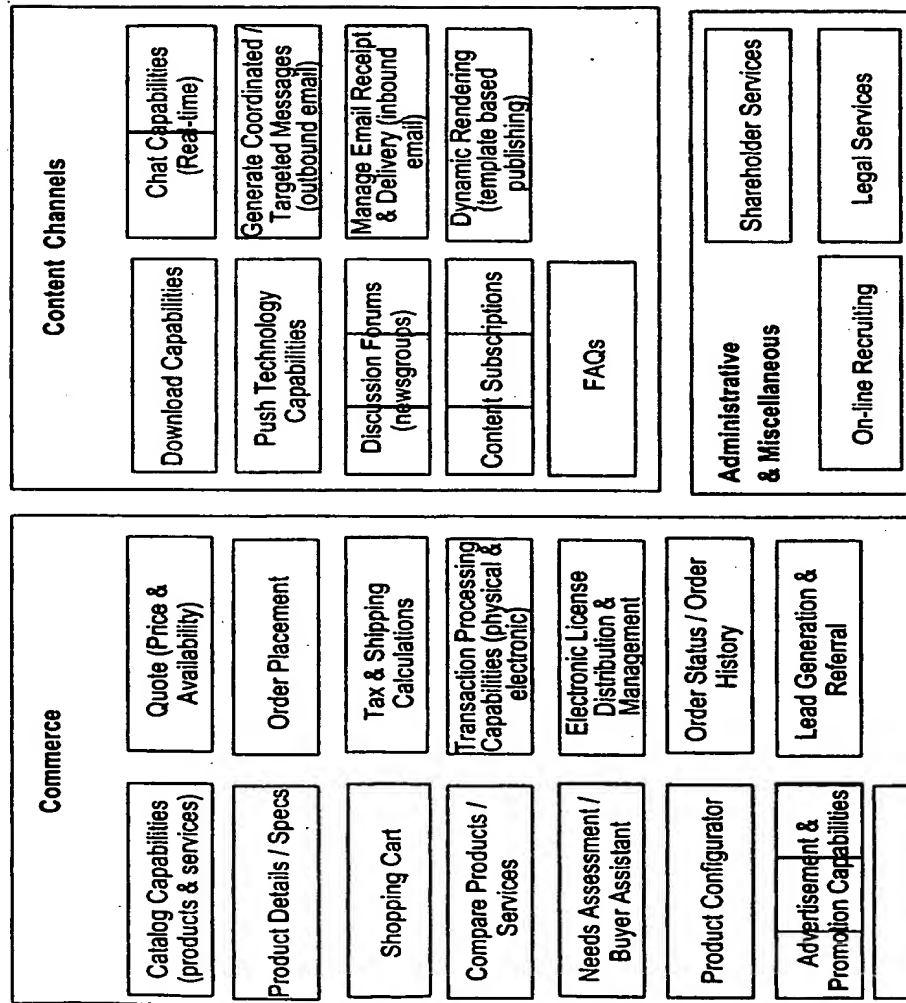 Commerce
Catalog Capabilities
(products & services)
Quote (Price &
Availability)
Product Details / Specs
Order Placement
Shopping Cart
Tax & Shipping
Calculations
Compare Products /
Services
Transaction Processing
Capabilities (physical &
electronic)
Needs Assessment /
Buyer Assistant
Electronic License
Distribution &
Management
Product Configurator
Order Status / Order
History
Advertisement &
Promotion Capabilities
Lead Generation &
Referral
Content Channels
Download Capabilities
Chat Capabilities
(Real-time)
Push Technology
Capabilities
Generate Coordinated /
Targeted Messages
(outbound email)
Discussion Forums
(newsgroups)
Manage Email Receipt
& Delivery (inbound
email)
Content Subscriptions
Dynamic Rendering
(template based
publishing)
FAQs
Administrative
& Miscellaneous
Shareholder Services
On-line Recruiting
Legal Services